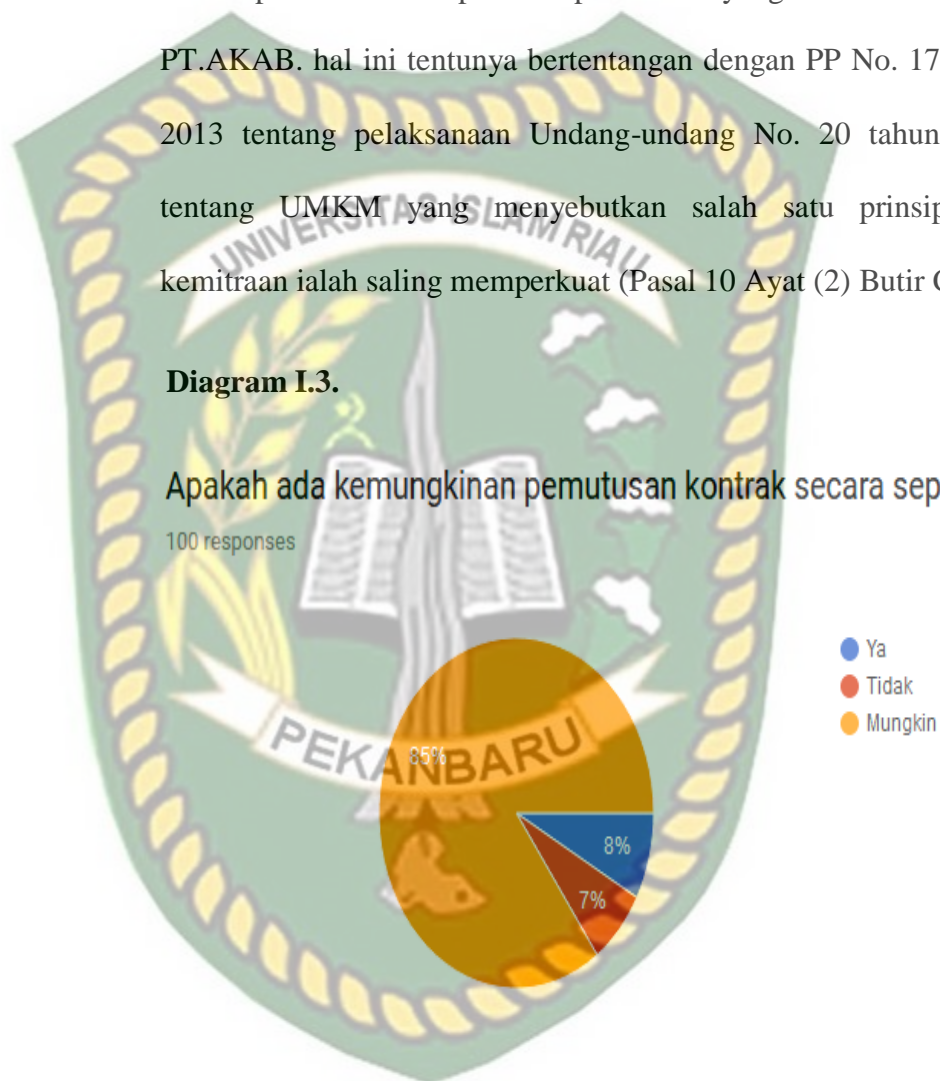 PT.AKAB. hal ini tentunya bertentangan dengan PP No. 17
2013 tentang pelaksanaan Undang-undang No. 20 tahun
tentang UMKM yang menyebutkan salah satu prinsip
kemitraan ialah saling memperkuat (Pasal 10 Ayat (2) Butir
UNIVERSITAS ISLAM RIAU
Diagram I.3.
Apakah ada kemungkinan pemutusan kontrak secara sep
100 responses
Ya
Tidak
Mungkin
PEKANBARU
85%
8%
7%